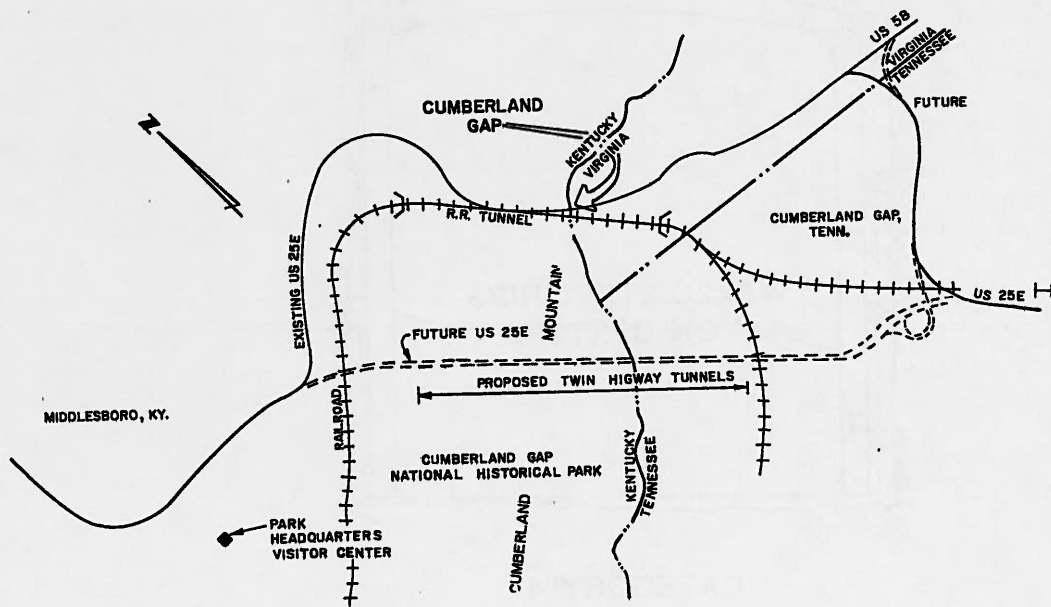 US 58
VIRGINIA
TENNESSEE
FUTURE
CUMBERLAND
GAP
KENTUCKY
VIRGINIA
N
R.R. TUNNEL
CUMBERLAND GAP,
TENN.
EXISTING US 25E
MOUNTAIN
US 25E
FUTURE US 25E
PROPOSED TWIN HIGWAY TUNNELS
MIDDLESBORO, KY.
RAILROAD
CUMBERLAND GAP
NATIONAL HISTORICAL PARK
KENTUCKY
TENNESSEE
CUMBERLAND
PARK
HEADQUARTERS
VISITOR CENTER